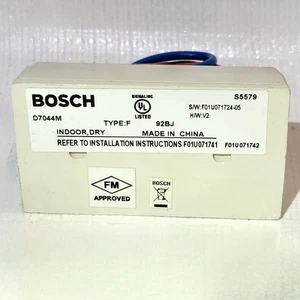 SIGNALING
UL
LISTED
S5579
BOSCH
S/W: F01U071724-05
D7044M
H/W: V2
TYPE: F 92BJ
INDOOR, DRY MADE IN CHINA
REFER TO INSTALLATION INSTRUCTIONS F01U071741 F01U071742
FM
APPROVED
BOSCH